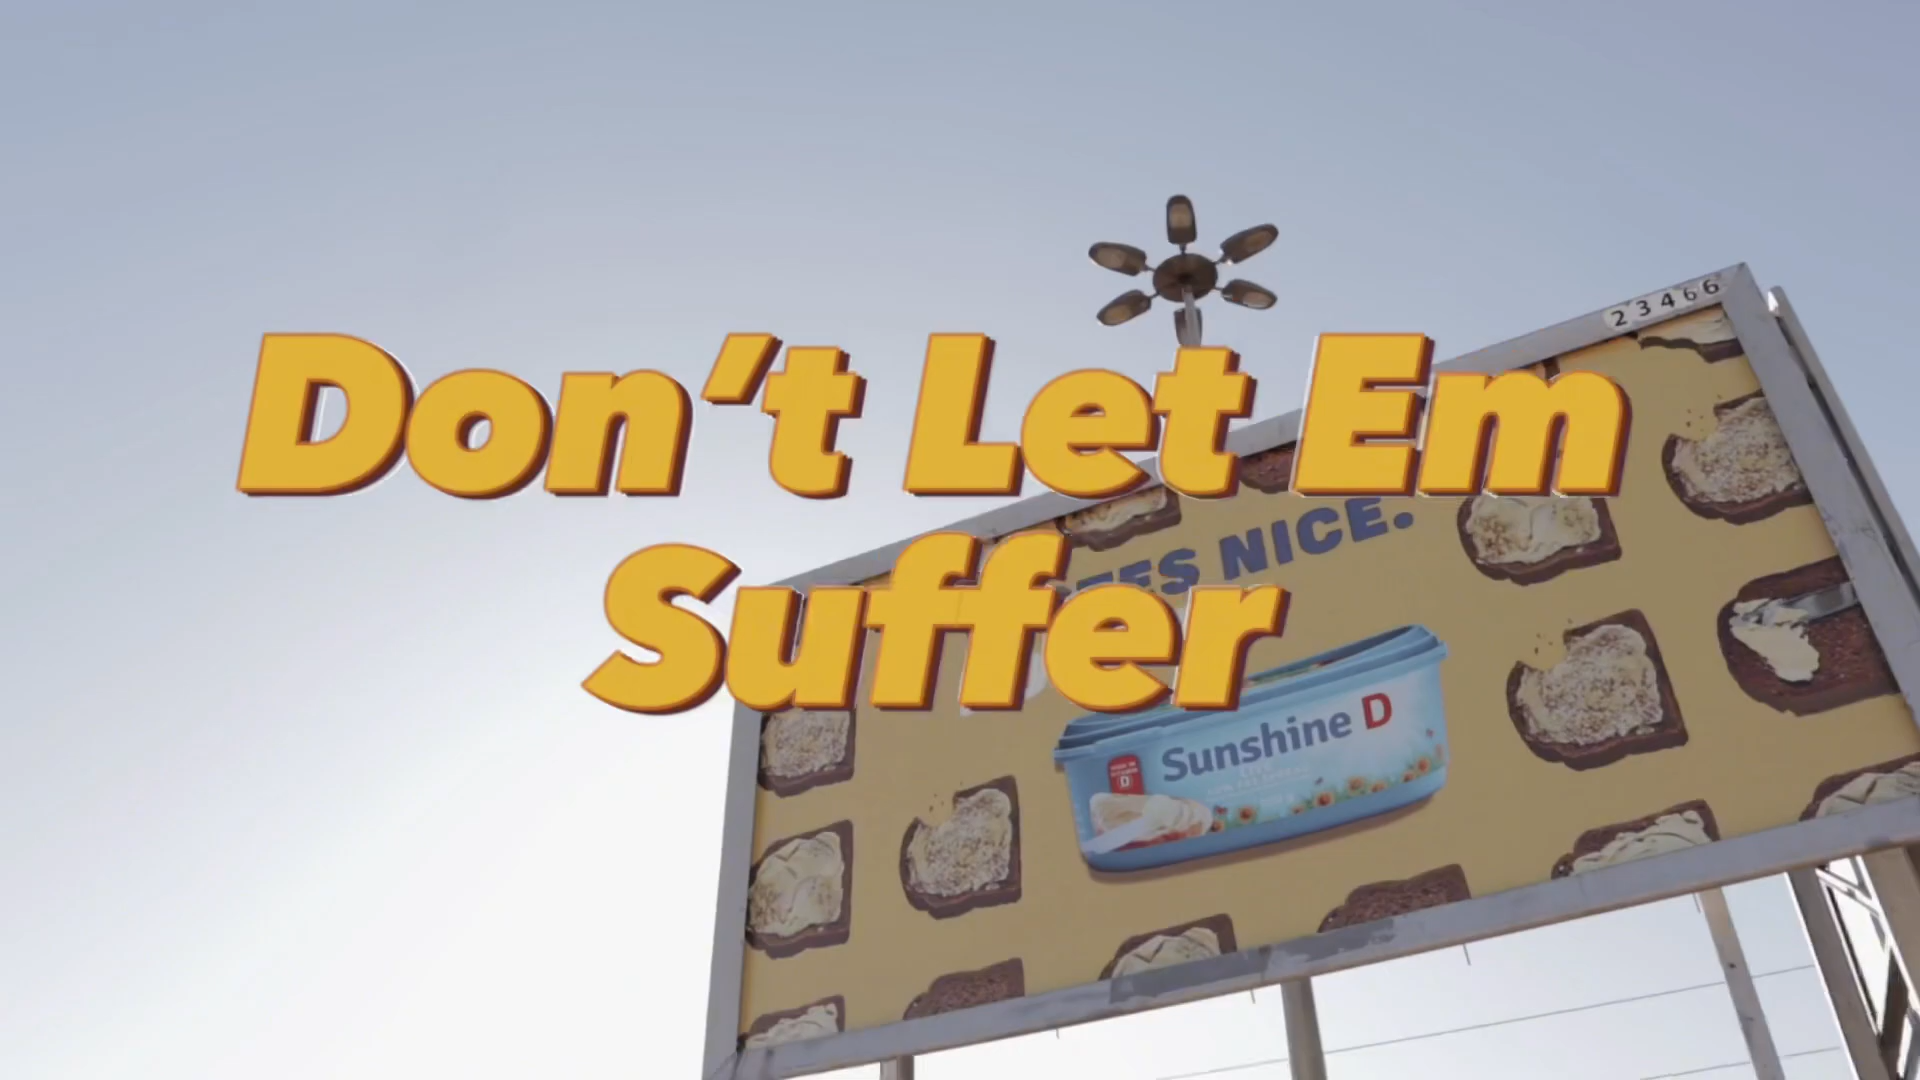 Don't Let Em
Suffer
23466
NICE.
Sunshine D
D